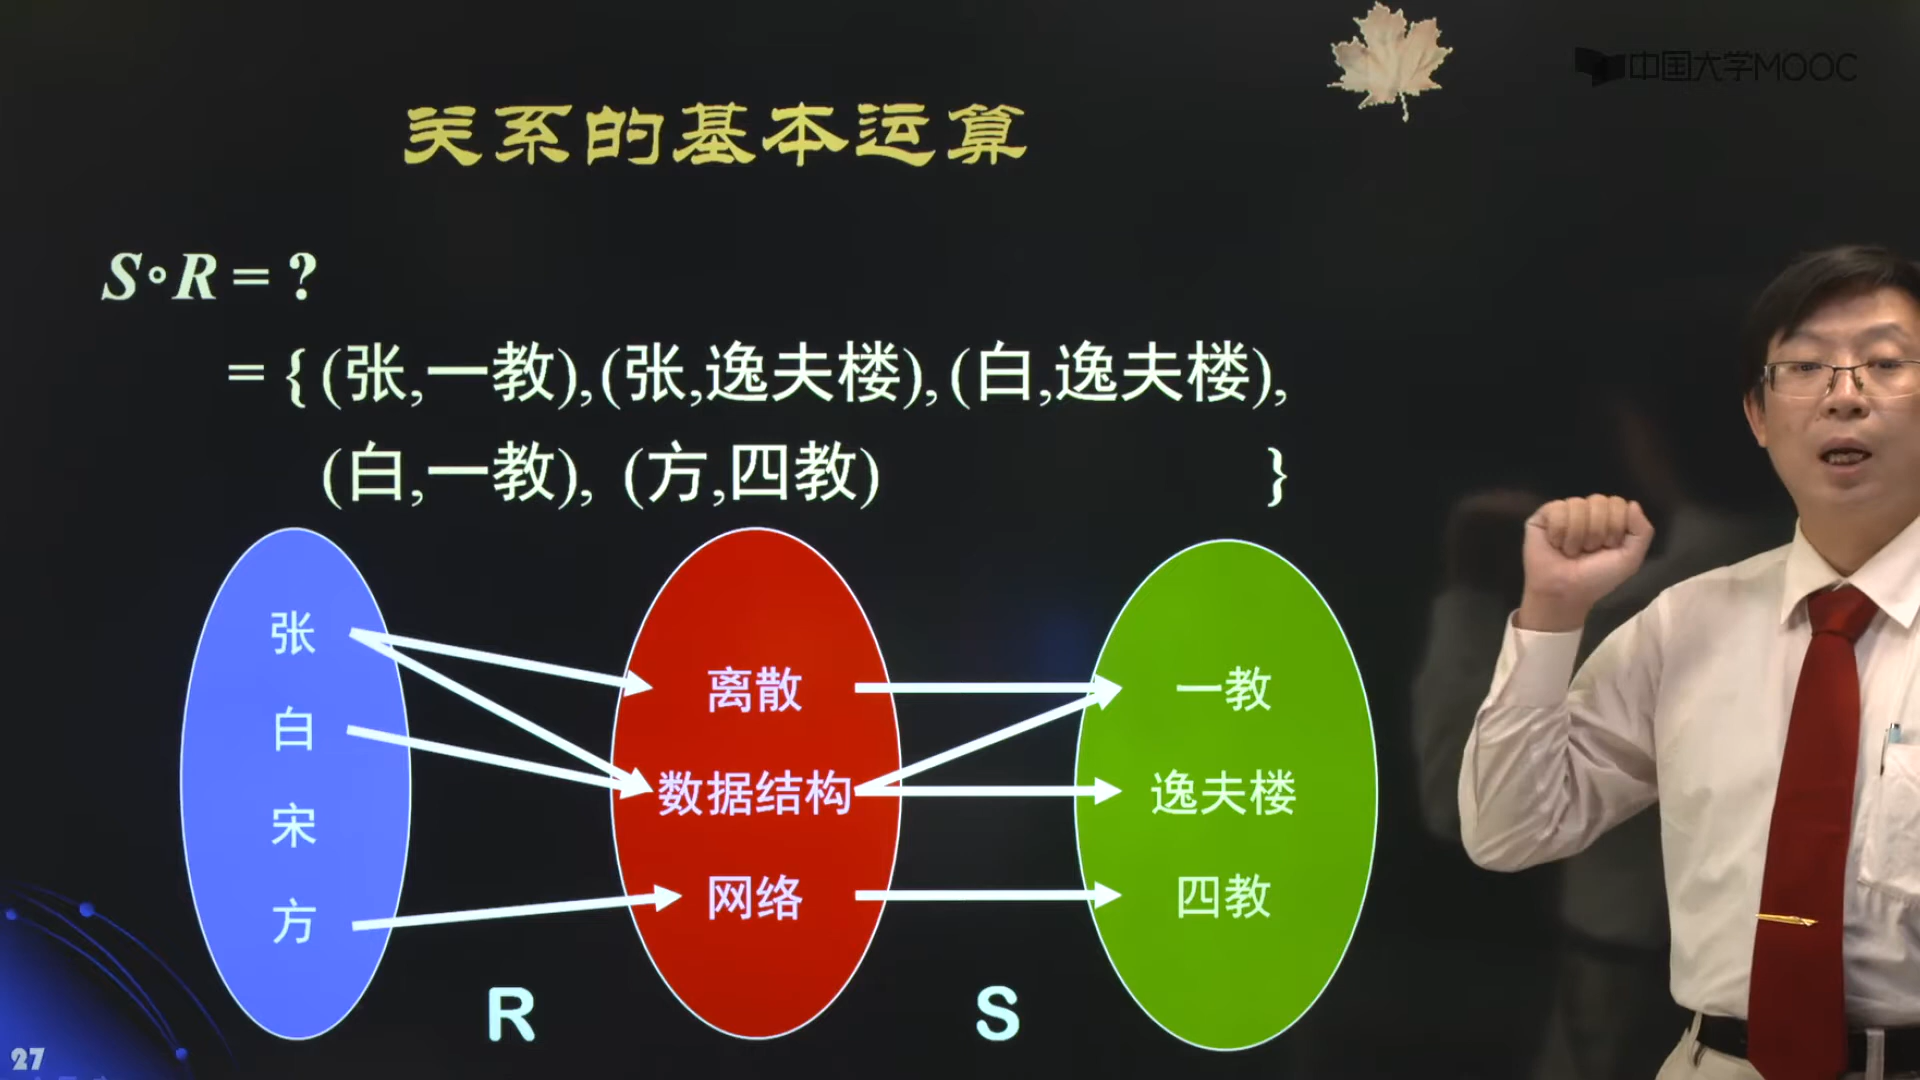 中国大学MOOC
关系的基本运算
S∘R = ?
= { (张,一教),(张,逸夫楼),(白,逸夫楼),
(白,一教), (方,四教) }
张
白
宋
方
离散
数据结构
网络
一教
逸夫楼
四教
R
S
27